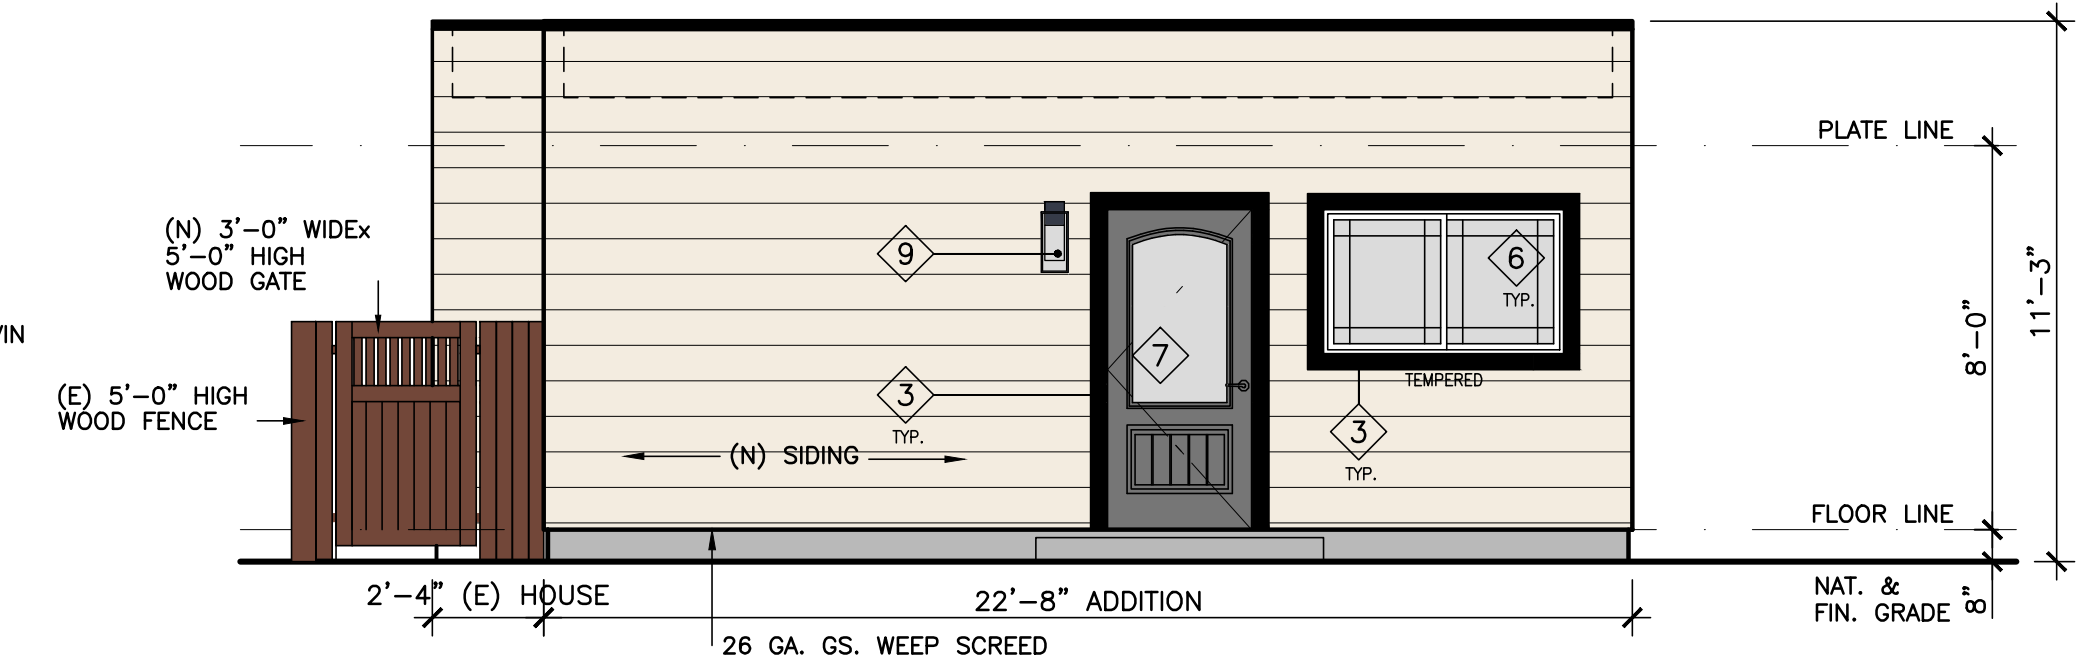 PLATE LINE
(N) 3'-0" WIDEx
5'-0" HIGH
WOOD GATE
9
6
TYP.
11'-3"
8'-0"
7
TEMPERED
(E) 5'-0" HIGH
WOOD FENCE
3
TYP.
3
TYP.
(N) SIDING
FLOOR LINE
2'-4" (E) HOUSE
22'-8" ADDITION
NAT. &
FIN. GRADE
8"
26 GA. GS. WEEP SCREED